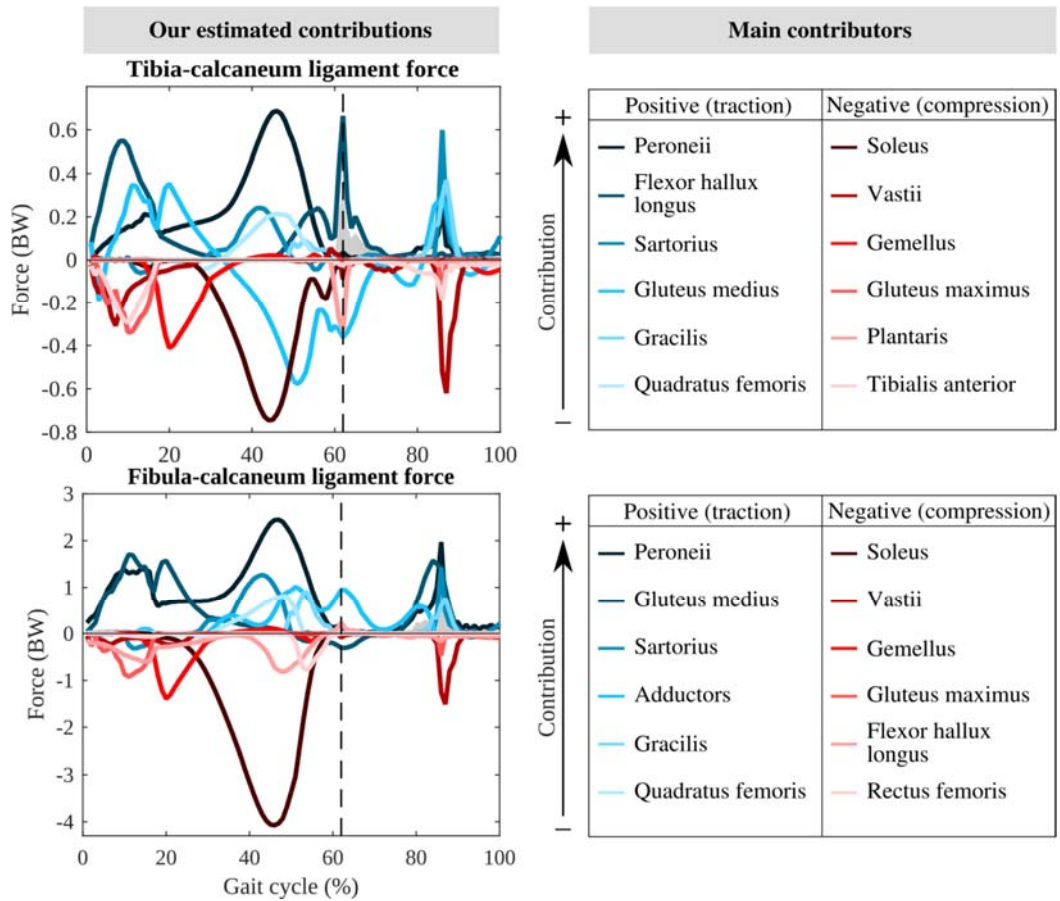 Our estimated contributions
Main contributors
Tibia-calcaneum ligament force
Force (BW)
0.6
0.4
0.2
0
-0.2
-0.4
-0.6
-0.8
0 20 40 60 80 100
+
Contribution
–
Positive (traction) Negative (compression)
Peroneii Soleus
Flexor hallux
longus
Vastii
Sartorius Gemellus
Gluteus medius Gluteus maximus
Gracilis Plantaris
Quadratus femoris Tibialis anterior
Fibula-calcaneum ligament force
Force (BW)
3
2
1
0
-1
-2
-3
-4
0 20 40 60 80 100
Gait cycle (%)
+
Contribution
–
Positive (traction) Negative (compression)
Peroneii Soleus
Gluteus medius Vastii
Sartorius Gemellus
Adductors Gluteus maximus
Gracilis
Flexor hallux
longus
Quadratus femoris Rectus femoris